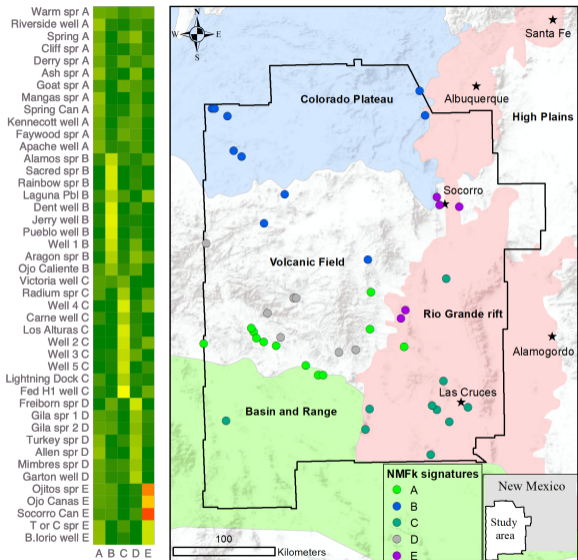 Warm spr A
Riverside well A
Spring A
Cliff spr A
Derry spr A
Ash spr A
Goat spr A
Mangas spr A
Spring Can A
Kennecott well A
Faywood spr A
Apache well A
Alamos spr B
Sacred spr B
Rainbow spr B
Laguna Pbl B
Dent well B
Jerry well B
Pueblo well B
Well 1 B
Aragon spr B
Ojo Caliente B
Victoria well C
Radium spr C
Well 4 C
Carne well C
Los Alturas C
Well 2 C
Well 3 C
Well 5 C
Lightning Dock C
Fed H1 well C
Freiborn spr D
Gila spr 1 D
Gila spr 2 D
Turkey spr D
Allen spr D
Mimbres spr D
Garton well D
Ojitos spr E
Ojo Canas E
Socorro Can E
T or C spr E
B.Iorio well E
A B C D E
N
W E
S
Santa Fe
Colorado Plateau
Albuquerque
High Plains
Socorro
Volcanic Field
Rio Grande rift
Alamogordo
Las Cruces
Basin and Range
NMFk signatures
A
B
C
D
E
New Mexico
Study
area
100
Kilometers